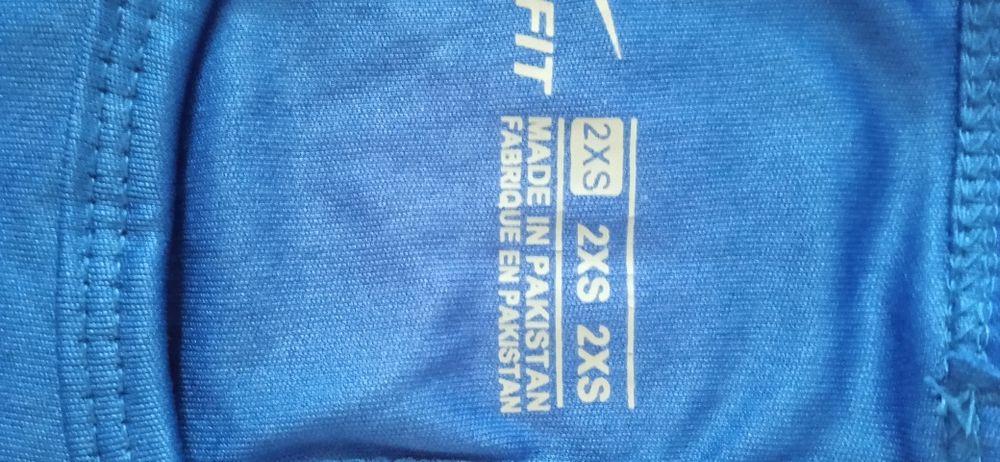 FIT
2XS 2XS 2XS
MADE IN PAKISTAN
FABRIQUE EN PAKISTAN